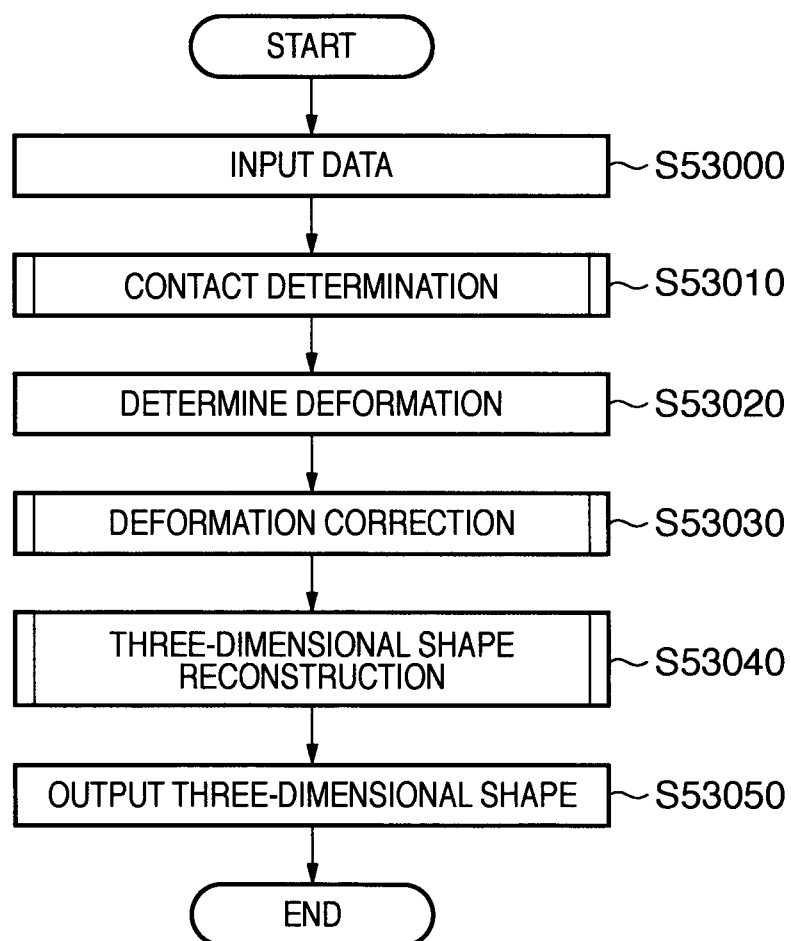 START
INPUT DATA
S53000
CONTACT DETERMINATION
S53010
DETERMINE DEFORMATION
S53020
DEFORMATION CORRECTION
S53030
THREE-DIMENSIONAL SHAPE
RECONSTRUCTION
S53040
OUTPUT THREE-DIMENSIONAL SHAPE
S53050
END